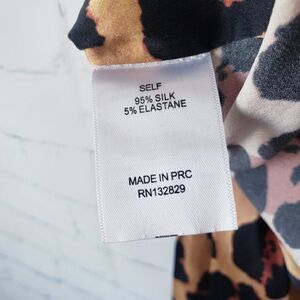 SELF
95% SILK
5% ELASTANE
MADE IN PRC
RN132829